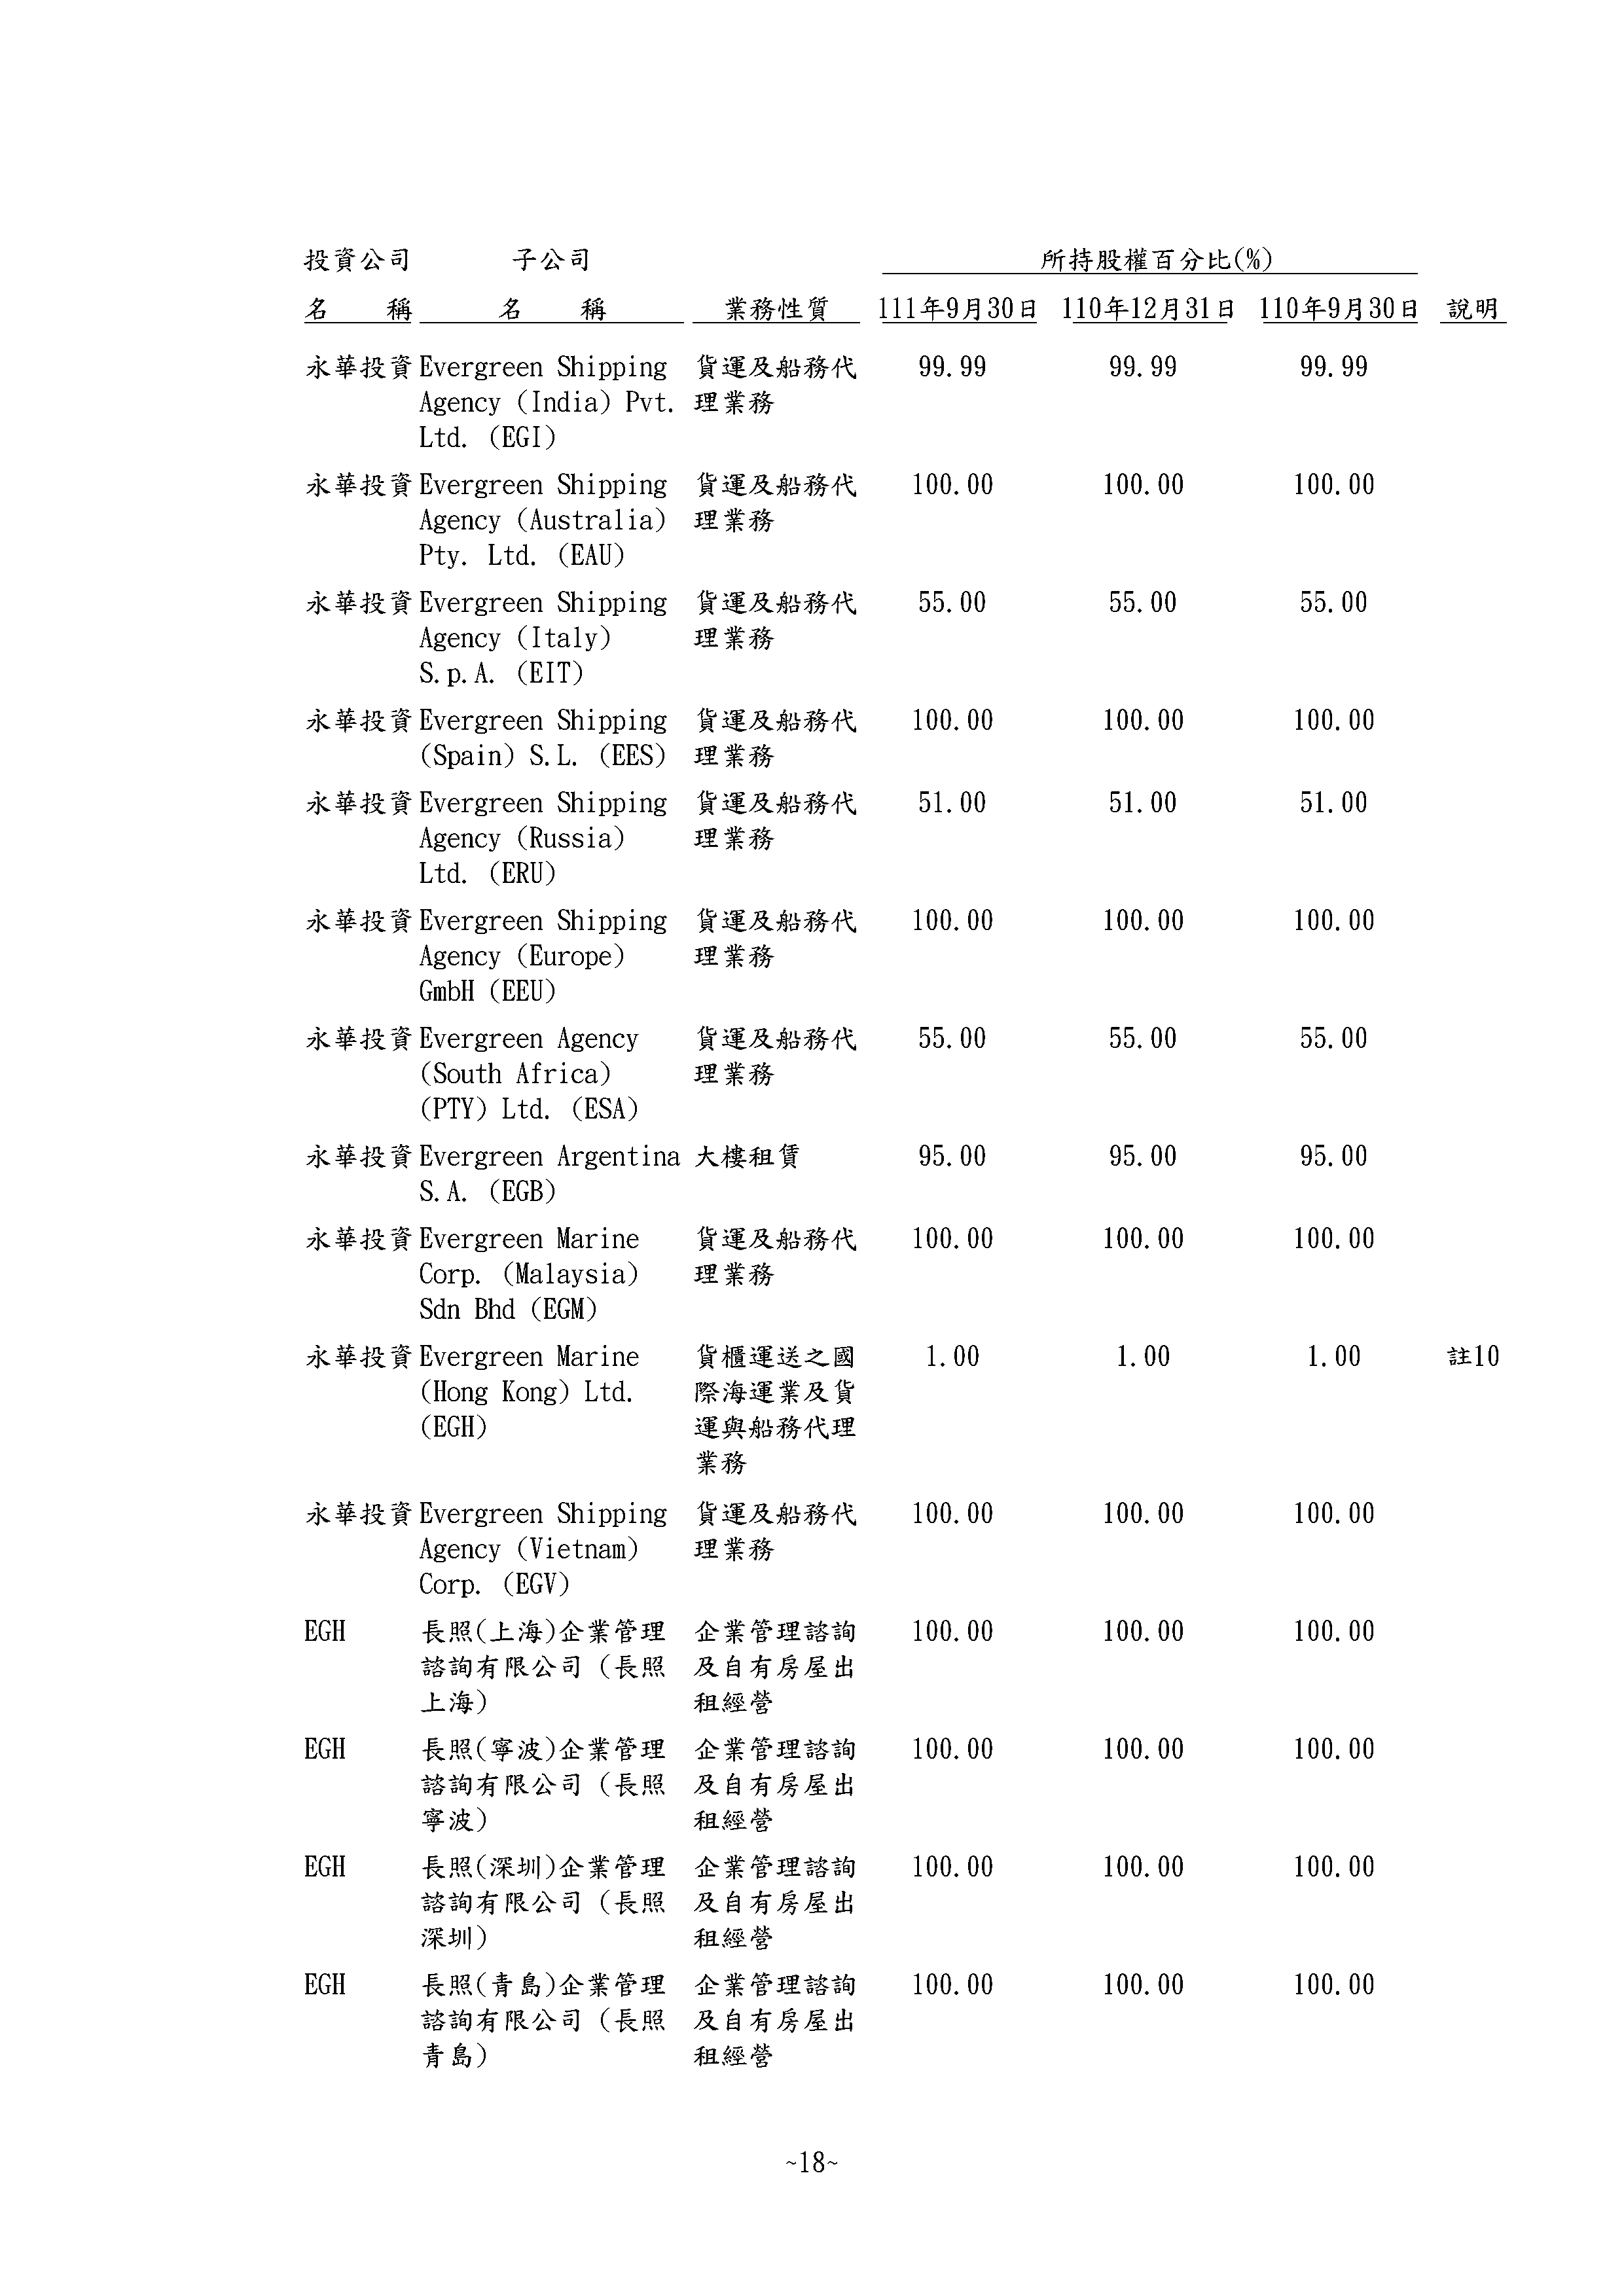 投資公司 子公司 所持股權百分比(%)
名 稱 名 稱 業務性質 111年9月30日 110年12月31日 110年9月30日 說明
永華投資 Evergreen Shipping 貨運及船務代 99.99 99.99 99.99
Agency (India) Pvt. 理業務
Ltd. (EGI)
永華投資 Evergreen Shipping 貨運及船務代 100.00 100.00 100.00
Agency (Australia) 理業務
Pty. Ltd. (EAU)
永華投資 Evergreen Shipping 貨運及船務代 55.00 55.00 55.00
Agency (Italy) 理業務
S.p.A. (EIT)
永華投資 Evergreen Shipping 貨運及船務代 100.00 100.00 100.00
(Spain) S.L. (EES) 理業務
永華投資 Evergreen Shipping 貨運及船務代 51.00 51.00 51.00
Agency (Russia) 理業務
Ltd. (ERU)
永華投資 Evergreen Shipping 貨運及船務代 100.00 100.00 100.00
Agency (Europe) 理業務
GmbH (EEU)
永華投資 Evergreen Agency 貨運及船務代 55.00 55.00 55.00
(South Africa) 理業務
(PTY) Ltd. (ESA)
永華投資 Evergreen Argentina 大樓租賃 95.00 95.00 95.00
S.A. (EGB)
永華投資 Evergreen Marine 貨運及船務代 100.00 100.00 100.00
Corp. (Malaysia) 理業務
Sdn Bhd (EGM)
永華投資 Evergreen Marine 貨櫃運送之國 1.00 1.00 1.00 註10
(Hong Kong) Ltd. 際海運業及貨
(EGH) 運與船務代理
業務
永華投資 Evergreen Shipping 貨運及船務代 100.00 100.00 100.00
Agency (Vietnam) 理業務
Corp. (EGV)
EGH 長照(上海)企業管理 企業管理諮詢 100.00 100.00 100.00
諮詢有限公司（長照 及自有房屋出
上海） 租經營
EGH 長照(寧波)企業管理 企業管理諮詢 100.00 100.00 100.00
諮詢有限公司（長照 及自有房屋出
寧波） 租經營
EGH 長照(深圳)企業管理 企業管理諮詢 100.00 100.00 100.00
諮詢有限公司（長照 及自有房屋出
深圳） 租經營
EGH 長照(青島)企業管理 企業管理諮詢 100.00 100.00 100.00
諮詢有限公司（長照 及自有房屋出
青島） 租經營
~18~